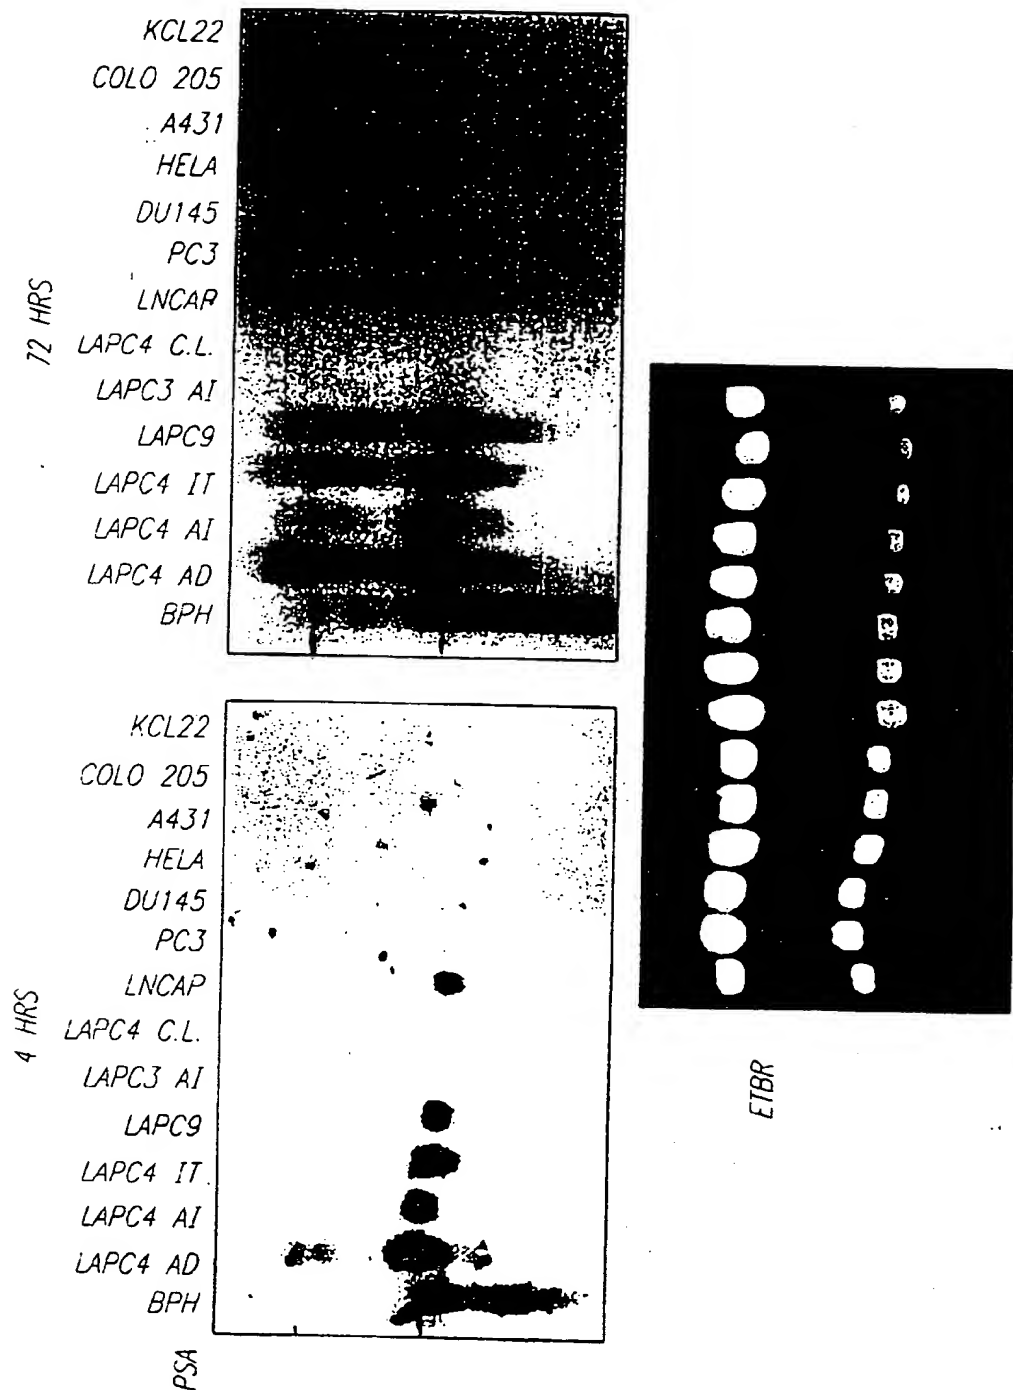 72 HRS
KCL22
COLO 205
A431
HELA
DU145
PC3
LNCAP
LAPC4 C.L.
LAPC3 AI
LAPC9
LAPC4 IT
LAPC4 AI
LAPC4 AD
BPH
4 HRS
KCL22
COLO 205
A431
HELA
DU145
PC3
LNCAP
LAPC4 C.L.
LAPC3 AI
LAPC9
LAPC4 IT
LAPC4 AI
LAPC4 AD
BPH
PSA
ETBR